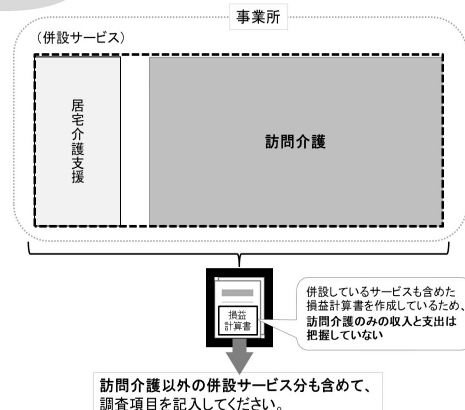 事業所
（併設サービス）
居宅介護支援
訪問介護
損益
計算書
併設しているサービスも含めた
損益計算書を作成しているため、
訪問介護のみの収入と支出は
把握していない
訪問介護以外の併設サービス分も含めて、
調査項目を記入してください。